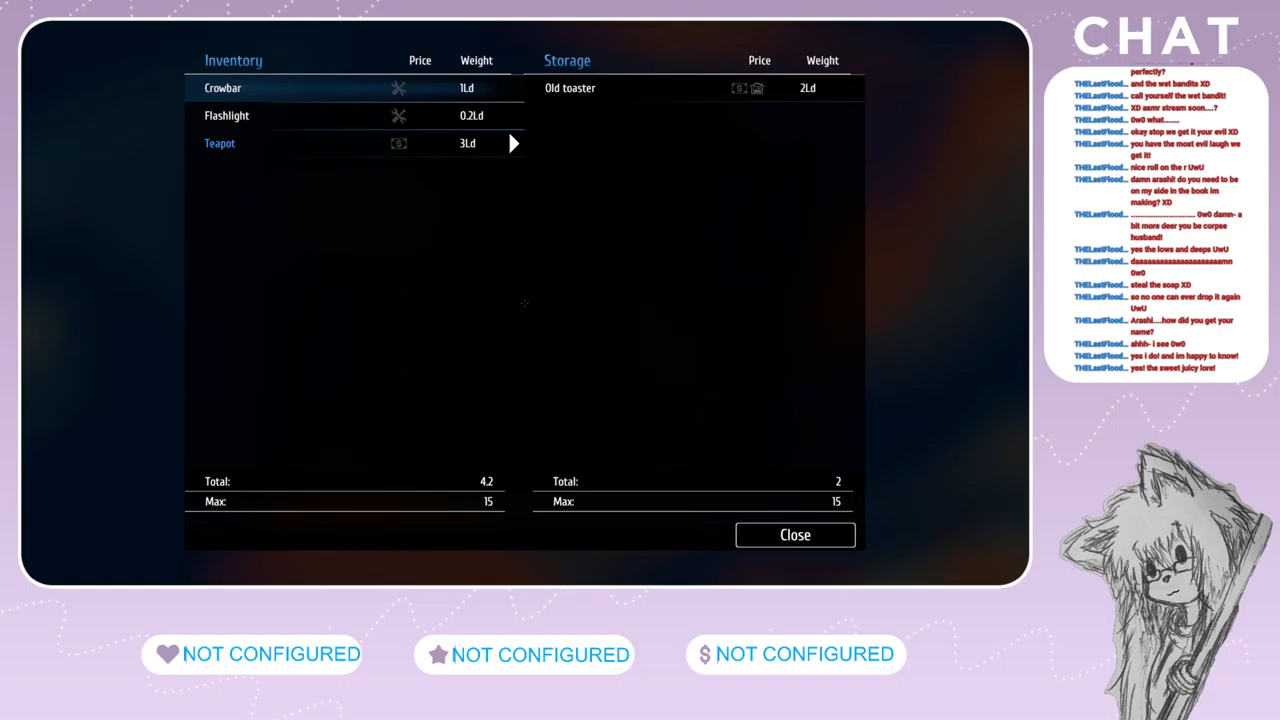 CHAT
Inventory Price Weight Storage Price Weight
Crowbar 1Ld Old toaster 2Ld
Flashlight 0.2Ld
Teapot 3Ld
Total: 4.2 Total: 2
Max: 15 Max: 15
Close
perfectly?
THELastFlood... and the wet bandits XD
THELastFlood... call yourself the wet bandit!
THELastFlood... XD asmr stream soon....?
THELastFlood... 0w0 what.......
THELastFlood... okay stop we get it your evil XD
THELastFlood... you have the most evil laugh we
get it!
THELastFlood... nice roll on the r UwU
THELastFlood... damn arashi! do you need to be
on my side in the book im
making? XD
THELastFlood... ................................ 0w0 damn- a
bit more deer you be corpse
husband!
THELastFlood... yes the lows and deeps UwU
THELastFlood... daaaaaaaaaaaaaaaaaaaamn
0w0
THELastFlood... steal the soap XD
THELastFlood... so no one can ever drop it again
UwU
THELastFlood... Arashi....how did you get your
name?
THELastFlood... ahhh- i see 0w0
THELastFlood... yes i do! and im happy to know!
THELastFlood... yes! the sweet juicy lore!
NOT CONFIGURED NOT CONFIGURED $ NOT CONFIGURED